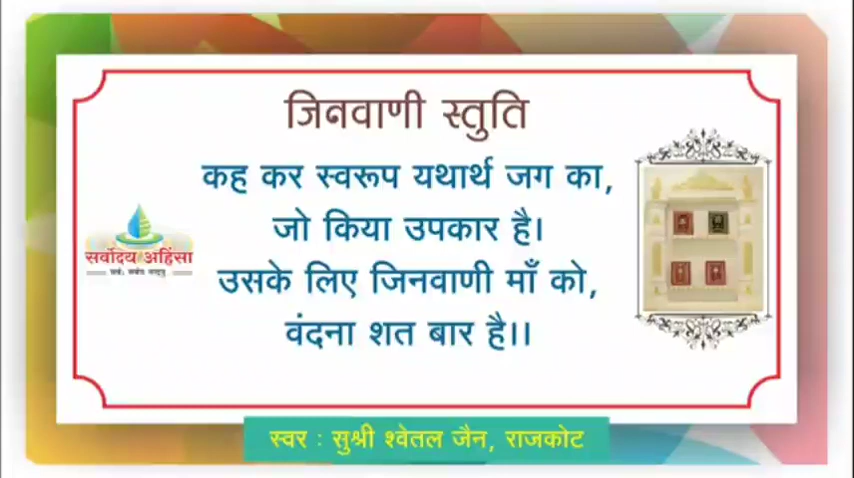 जिनवाणी स्तुति
कह कर स्वरूप यथार्थ जग का,
जो किया उपकार है।
उसके लिए जिनवाणी माँ को,
वंदना शत बार है।।
सर्वोदय अहिंसा
स्वर : सुश्री श्वेतल जैन, राजकोट